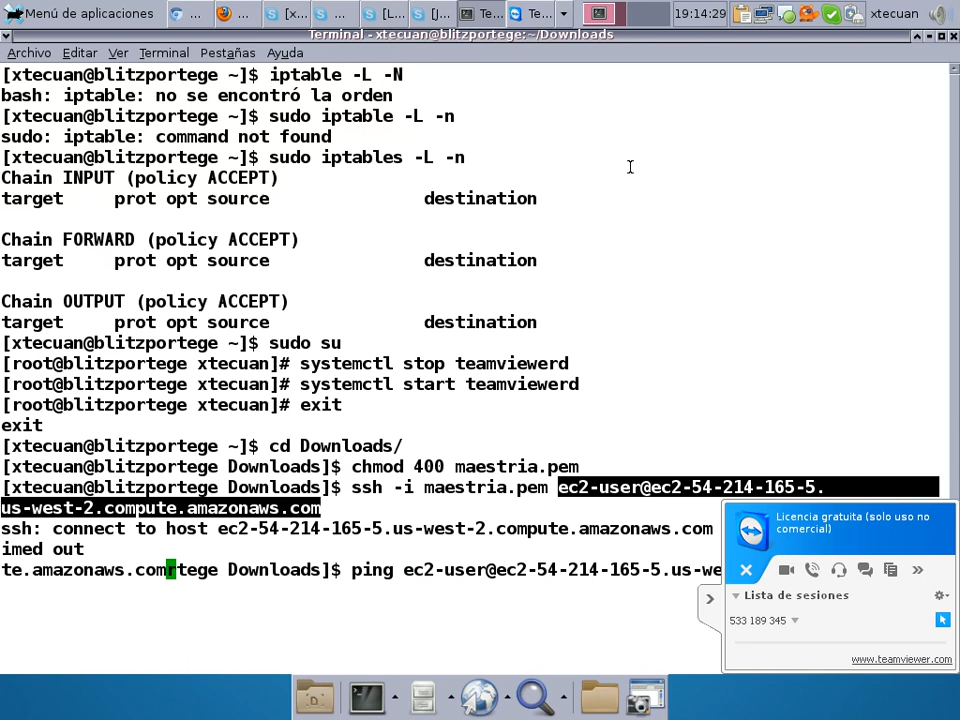 Menú de aplicaciones
...
...
[x...
...
[L...
[J...
Te...
Te...
19:14:29
xtecuan
Terminal - xtecuan@blitzportege:~/Downloads
Archivo Editar Ver Terminal Pestañas Ayuda
[xtecuan@blitzportege ~]$ iptable -L -N
bash: iptable: no se encontró la orden
[xtecuan@blitzportege ~]$ sudo iptable -L -n
sudo: iptable: command not found
[xtecuan@blitzportege ~]$ sudo iptables -L -n
Chain INPUT (policy ACCEPT)
target     prot opt source               destination
Chain FORWARD (policy ACCEPT)
target     prot opt source               destination
Chain OUTPUT (policy ACCEPT)
target     prot opt source               destination
[xtecuan@blitzportege ~]$ sudo su
[root@blitzportege xtecuan]# systemctl stop teamviewerd
[root@blitzportege xtecuan]# systemctl start teamviewerd
[root@blitzportege xtecuan]# exit
exit
[xtecuan@blitzportege ~]$ cd Downloads/
[xtecuan@blitzportege Downloads]$ chmod 400 maestria.pem
[xtecuan@blitzportege Downloads]$ ssh -i maestria.pem ec2-user@ec2-54-214-165-5.
us-west-2.compute.amazonaws.com
ssh: connect to host ec2-54-214-165-5.us-west-2.compute.amazonaws.com
imed out
te.amazonaws.comrtege Downloads]$ ping ec2-user@ec2-54-214-165-5.us-we
Licencia gratuita (solo uso no
comercial)
Lista de sesiones
533 189 345
www.teamviewer.com